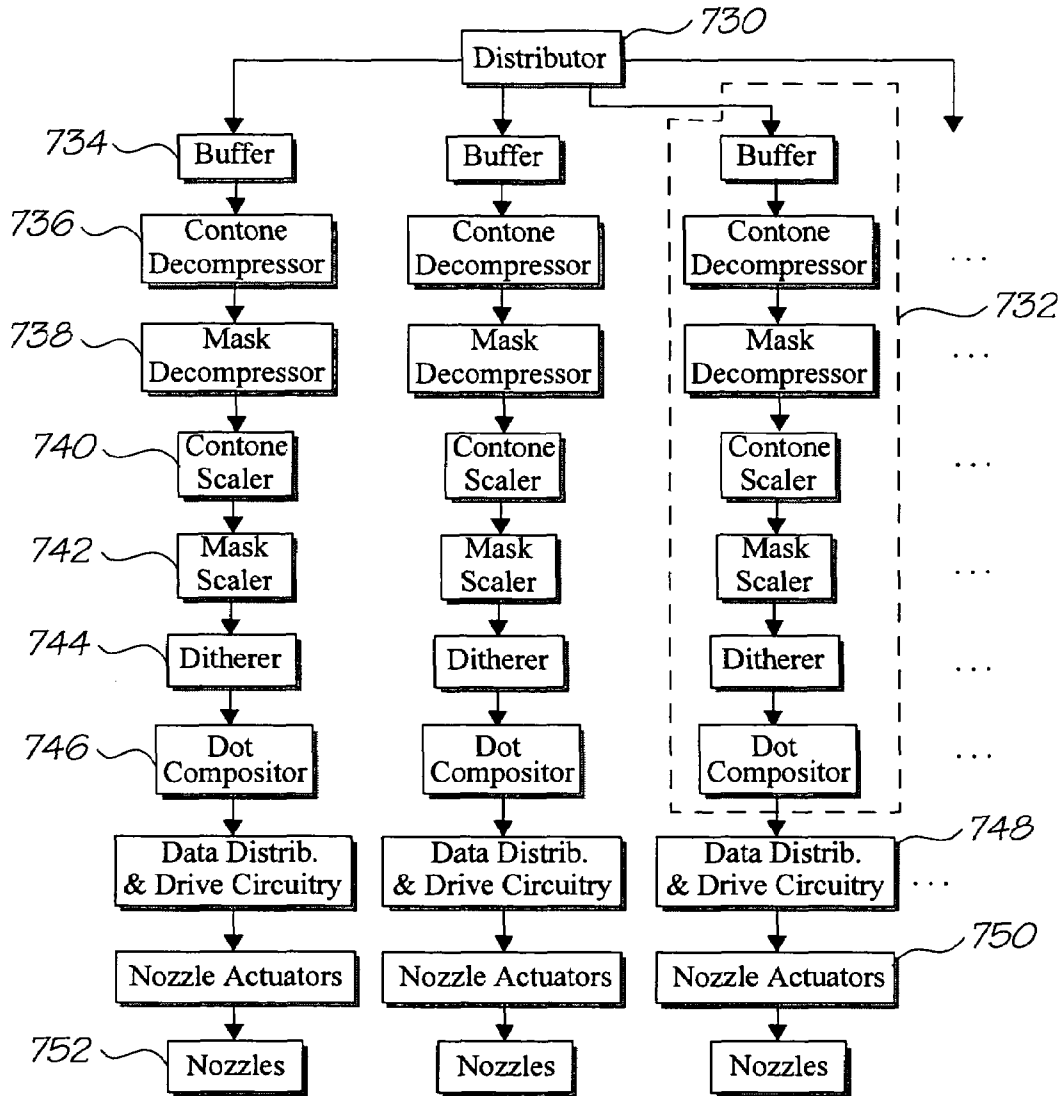 730
Distributor
734
Buffer
Buffer
Buffer
736
Contone
Decompressor
Contone
Decompressor
Contone
Decompressor
...
732
738
Mask
Decompressor
Mask
Decompressor
Mask
Decompressor
...
740
Contone
Scaler
Contone
Scaler
Contone
Scaler
...
742
Mask
Scaler
Mask
Scaler
Mask
Scaler
...
744
Ditherer
Ditherer
Ditherer
...
746
Dot
Compositor
Dot
Compositor
Dot
Compositor
...
748
Data Distrib.
& Drive Circuitry
Data Distrib.
& Drive Circuitry
Data Distrib.
& Drive Circuitry
...
750
Nozzle Actuators
Nozzle Actuators
Nozzle Actuators
752
Nozzles
Nozzles
Nozzles